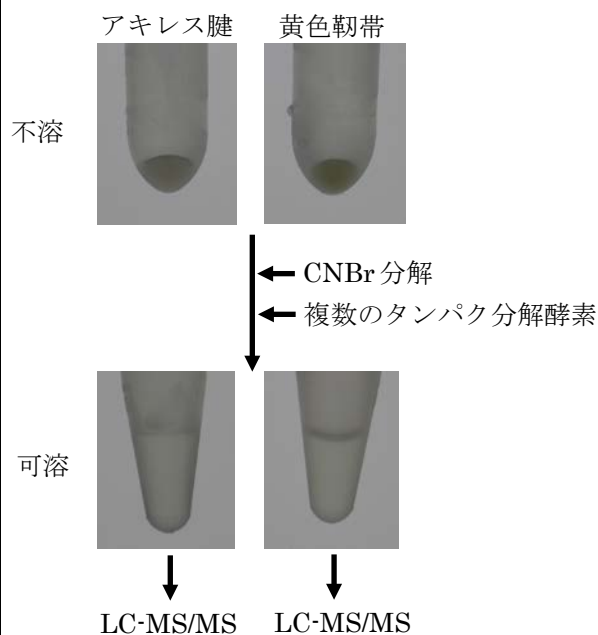 アキレス腱 黄色靭帯
不溶
CNBr 分解
複数のタンパク分解酵素
可溶
LC-MS/MS LC-MS/MS